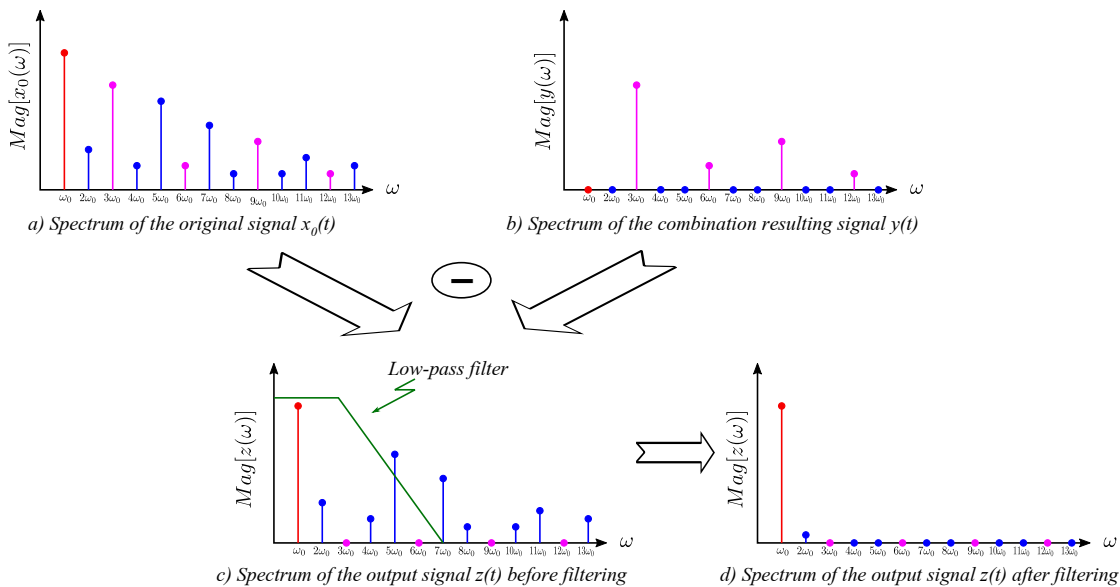 Mag[x₀(ω)]
ω₀ 2ω₀ 3ω₀ 4ω₀ 5ω₀ 6ω₀ 7ω₀ 8ω₀ 9ω₀ 10ω₀ 11ω₀ 12ω₀ 13ω₀
ω
a) Spectrum of the original signal x₀(t)
Mag[y(ω)]
ω₀ 2ω₀ 3ω₀ 4ω₀ 5ω₀ 6ω₀ 7ω₀ 8ω₀ 9ω₀ 10ω₀ 11ω₀ 12ω₀ 13ω₀
ω
b) Spectrum of the combination resulting signal y(t)
−
Low-pass filter
Mag[z(ω)]
ω₀ 2ω₀ 3ω₀ 4ω₀ 5ω₀ 6ω₀ 7ω₀ 8ω₀ 9ω₀ 10ω₀ 11ω₀ 12ω₀ 13ω₀
ω
c) Spectrum of the output signal z(t) before filtering
Mag[z(ω)]
ω₀ 2ω₀ 3ω₀ 4ω₀ 5ω₀ 6ω₀ 7ω₀ 8ω₀ 9ω₀ 10ω₀ 11ω₀ 12ω₀ 13ω₀
ω
d) Spectrum of the output signal z(t) after filtering